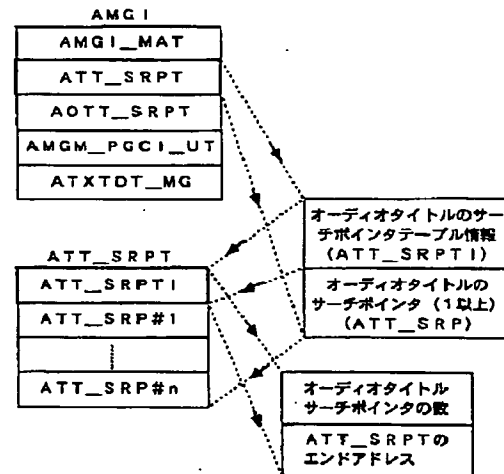 AMGI
AMGI_MAT
ATT_SRPT
AOTT_SRPT
AMGM_PGCI_UT
ATXTDT_MG
オーディオタイトルのサー
チポインタテーブル情報
(ATT_SRPTI)
オーディオタイトルの
サーチポインタ (1以上)
(ATT_SRP)
ATT_SRPT
ATT_SRPTI
ATT_SRP#1
ATT_SRP#n
オーディオタイトル
サーチポインタの数
ATT_SRPTの
エンドアドレス